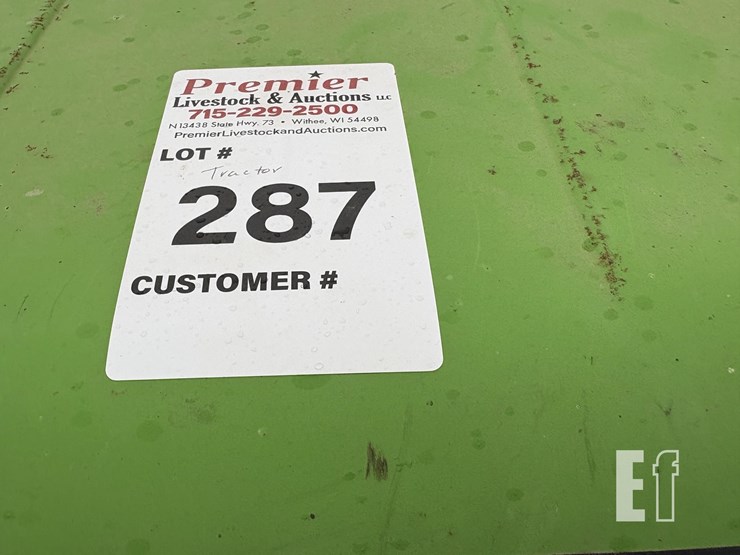 Premier
Livestock & Auctions LLC
715-229-2500
N13438 State Hwy. 73 • Withee, WI 54498
PremierLivestockandAuctions.com
LOT #
Tractor
287
CUSTOMER #
Ef